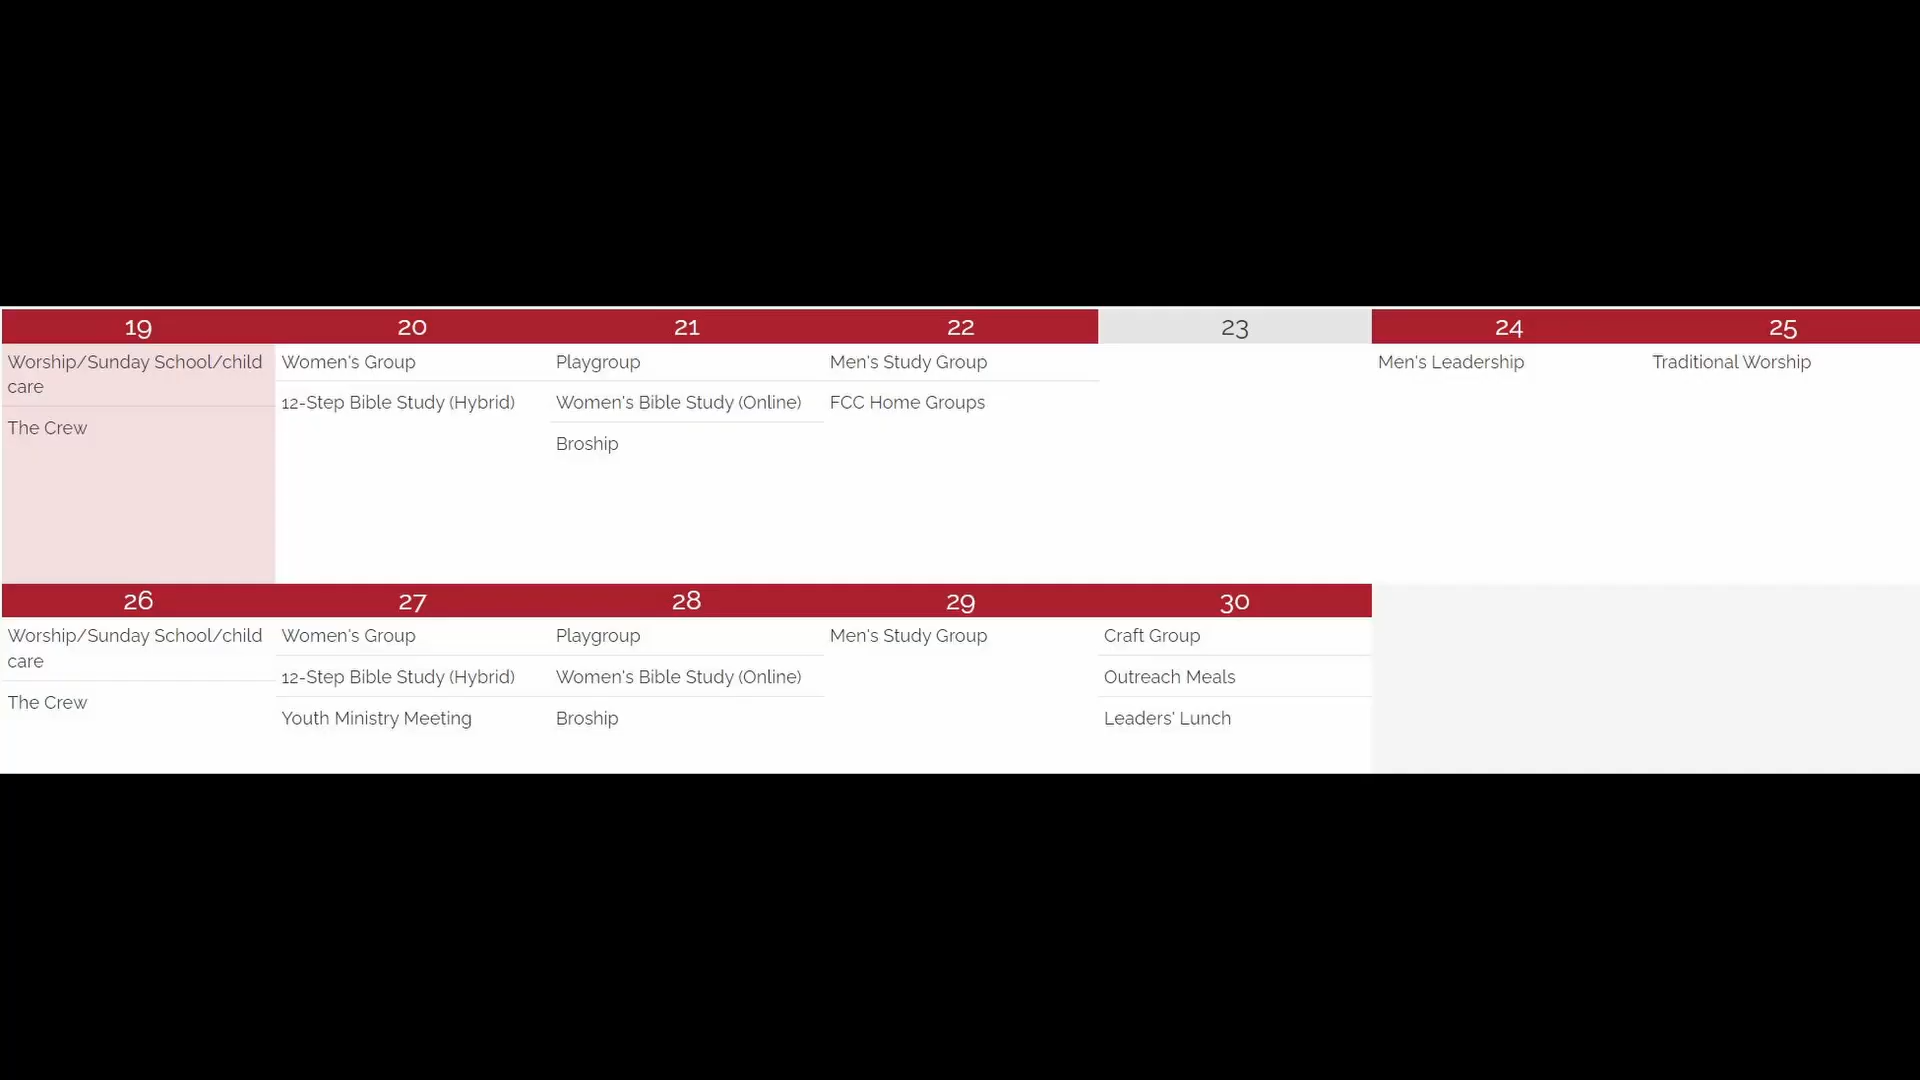 19
20
21
22
23
24
25
Worship/Sunday School/child
care
The Crew
Women's Group
12-Step Bible Study (Hybrid)
Playgroup
Women's Bible Study (Online)
Broship
Men's Study Group
FCC Home Groups
Men's Leadership
Traditional Worship
26
27
28
29
30
Worship/Sunday School/child
care
The Crew
Women's Group
12-Step Bible Study (Hybrid)
Youth Ministry Meeting
Playgroup
Women's Bible Study (Online)
Broship
Men's Study Group
Craft Group
Outreach Meals
Leaders' Lunch